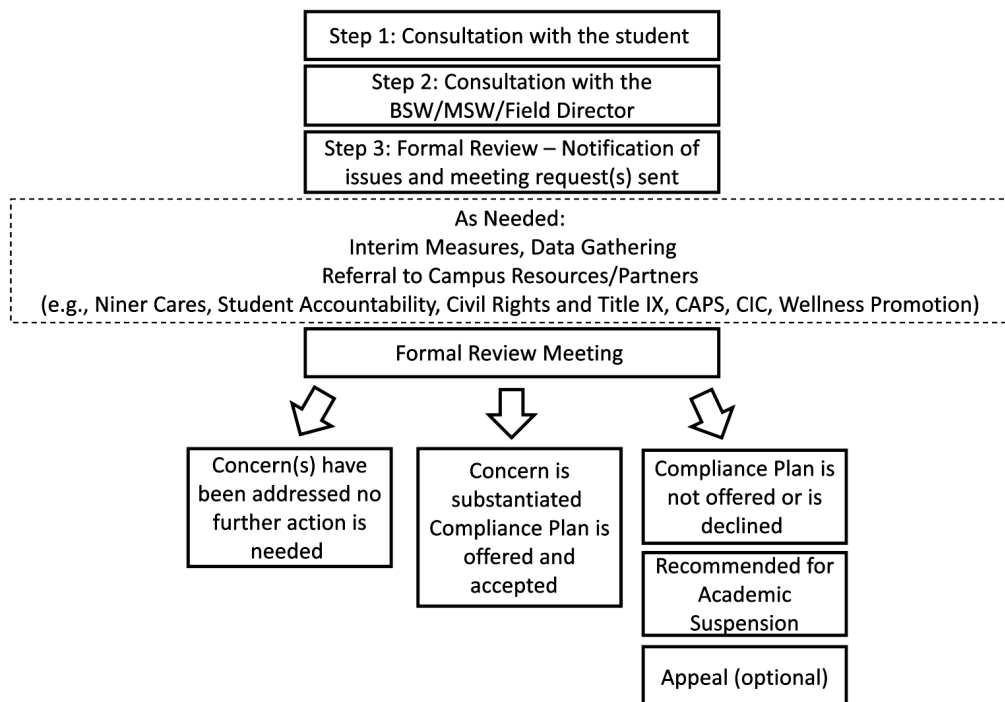 Step 1: Consultation with the student
Step 2: Consultation with the
BSW/MSW/Field Director
Step 3: Formal Review – Notification of
issues and meeting request(s) sent
As Needed:
Interim Measures, Data Gathering
Referral to Campus Resources/Partners
(e.g., Niner Cares, Student Accountability, Civil Rights and Title IX, CAPS, CIC, Wellness Promotion)
Formal Review Meeting
Concern(s) have
been addressed no
further action is
needed
Concern is
substantiated
Compliance Plan is
offered and
accepted
Compliance Plan is
not offered or is
declined
Recommended for
Academic
Suspension
Appeal (optional)